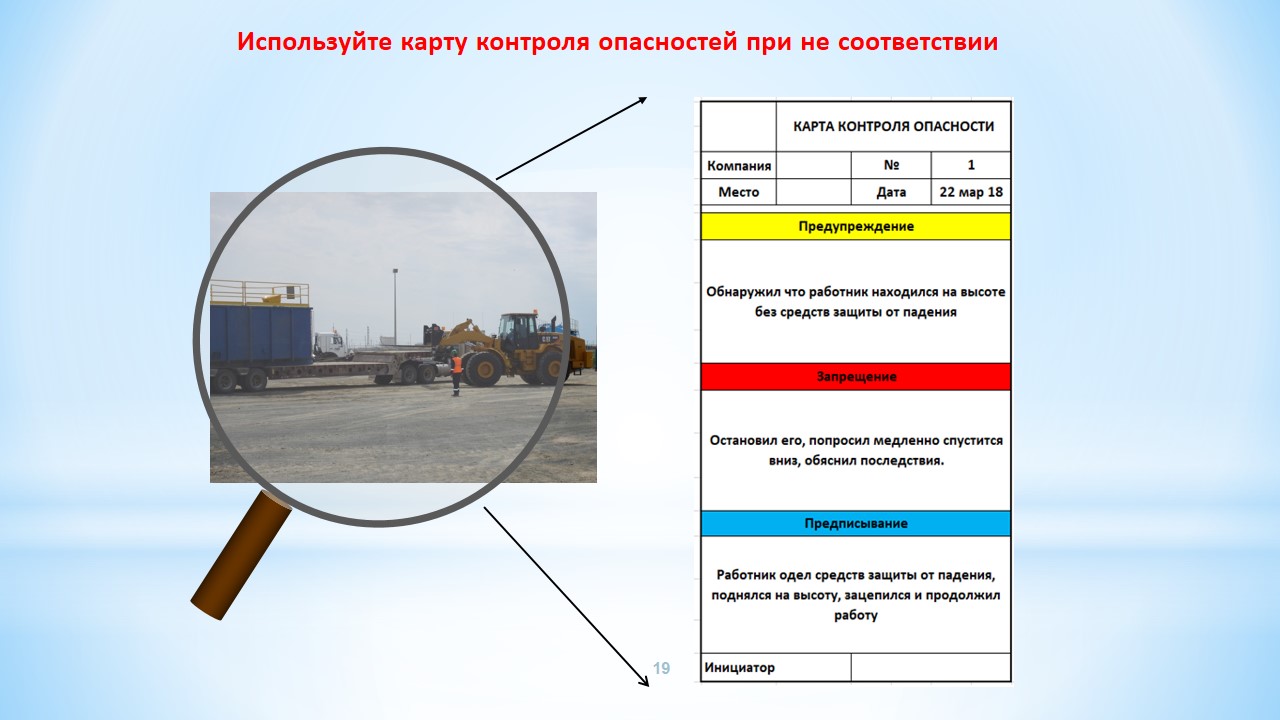 Используйте карту контроля опасностей при не соответствии
КАРТА КОНТРОЛЯ ОПАСНОСТИ
Компания № 1
Место Дата 22 мар 18
Предупреждение
Обнаружил что работник находился на высоте
без средств защиты от падения
Запрещение
Остановил его, попросил медленно спустится
вниз, обяснил последствия.
Предписывание
Работник одел средств защиты от падения,
поднялся на высоту, зацепился и продолжил
работу
Инициатор
19